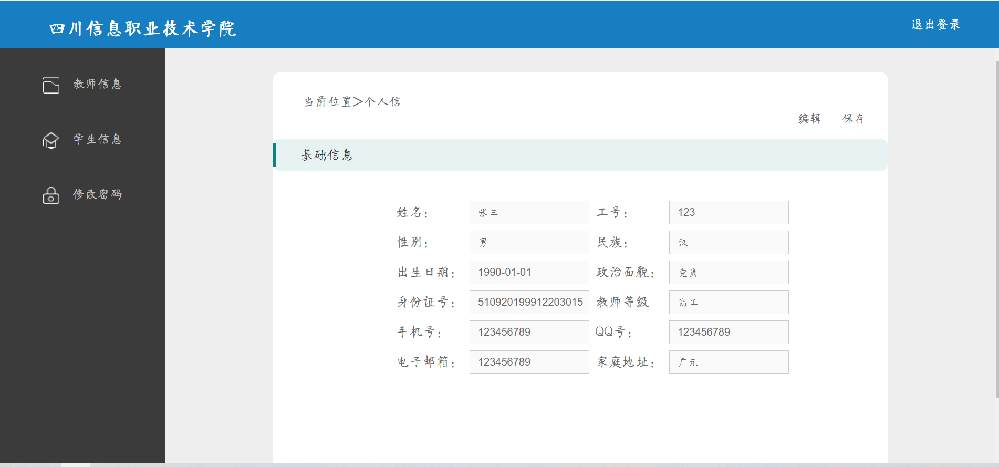 四川信息职业技术学院
退出登录
教师信息
学生信息
修改密码
当前位置>个人信
编辑 保存
基础信息
姓名： 张三 工号： 123
性别： 男 民族： 汉
出生日期： 1990-01-01 政治面貌： 党员
身份证号： 510920199912203015 教师等级 高工
手机号： 123456789 QQ号： 123456789
电子邮箱： 123456789 家庭地址： 广元